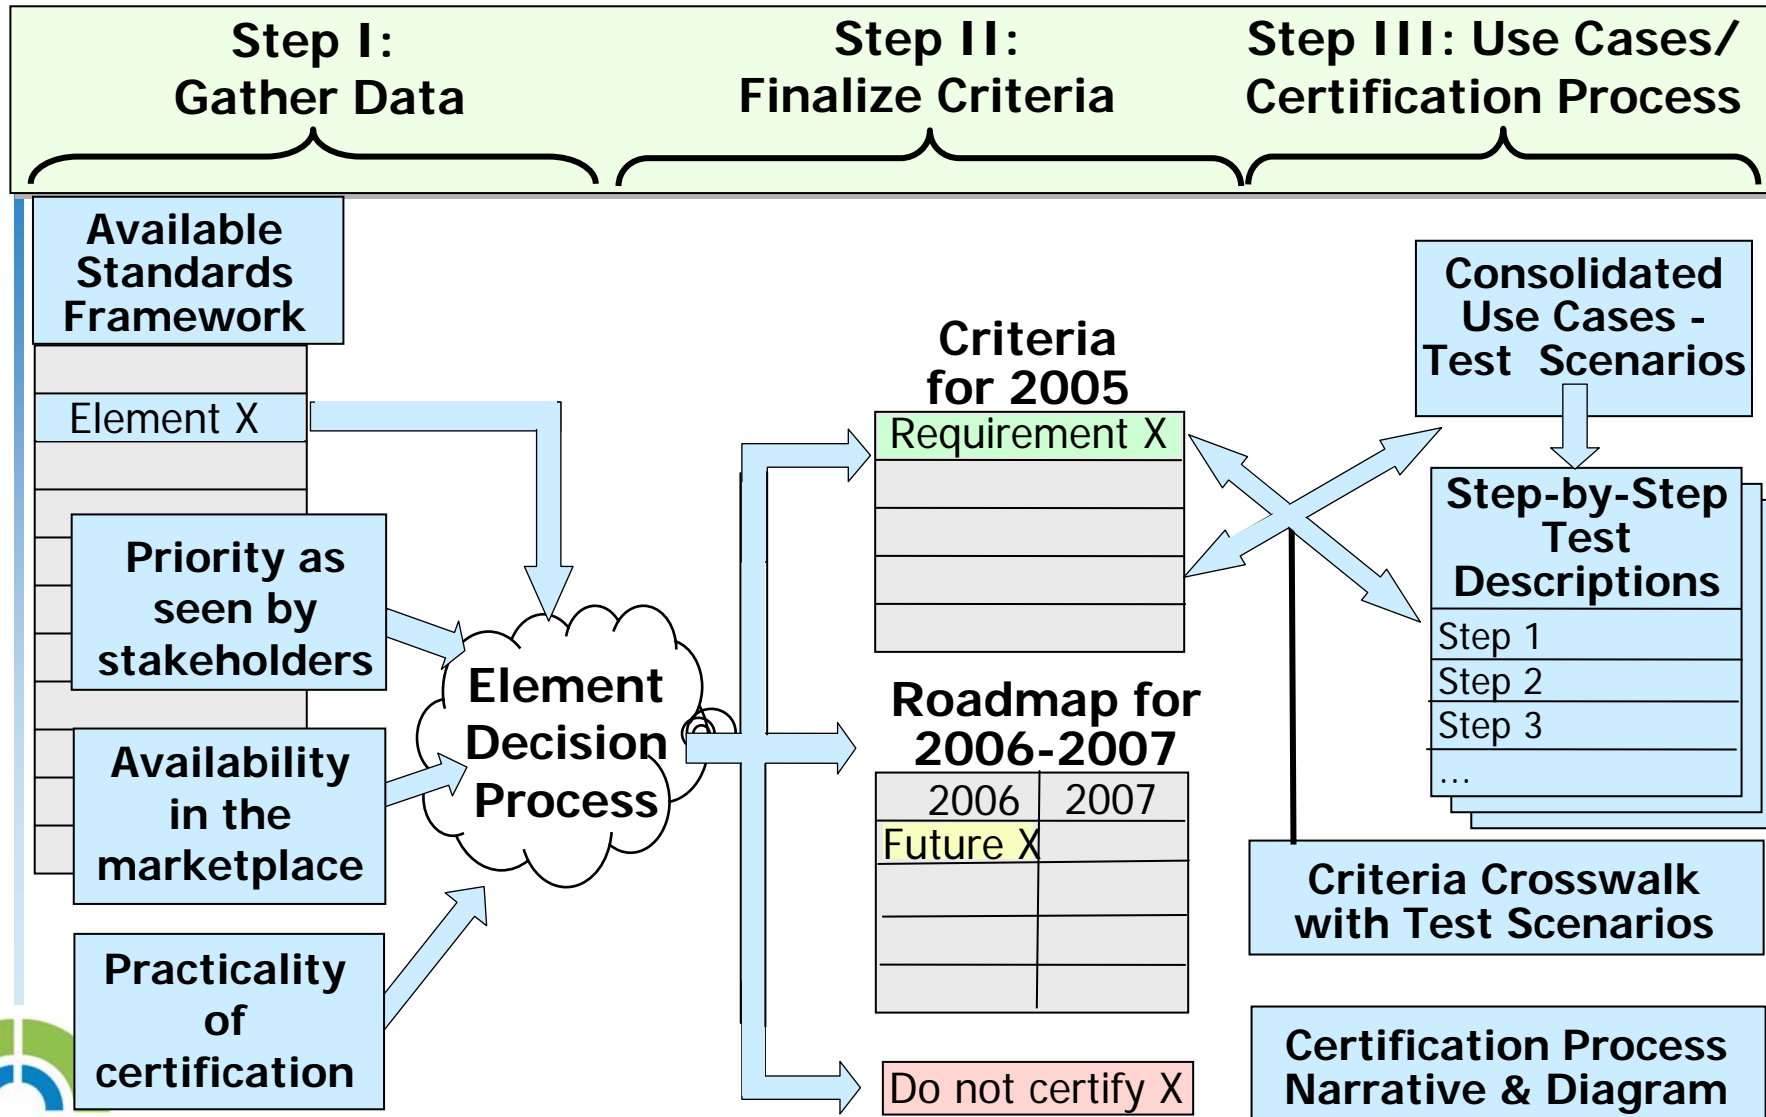 Step I:
Gather Data
Step II:
Finalize Criteria
Step III: Use Cases/
Certification Process
Available
Standards
Framework
Element X
Priority as
seen by
stakeholders
Availability
in the
marketplace
Practicality
of
certification
Element
Decision
Process
Criteria
for 2005
Requirement X
Roadmap for
2006-2007
2006 2007
Future X
Do not certify X
Consolidated
Use Cases -
Test Scenarios
Step-by-Step
Test
Descriptions
Step 1
Step 2
Step 3
...
Criteria Crosswalk
with Test Scenarios
Certification Process
Narrative & Diagram